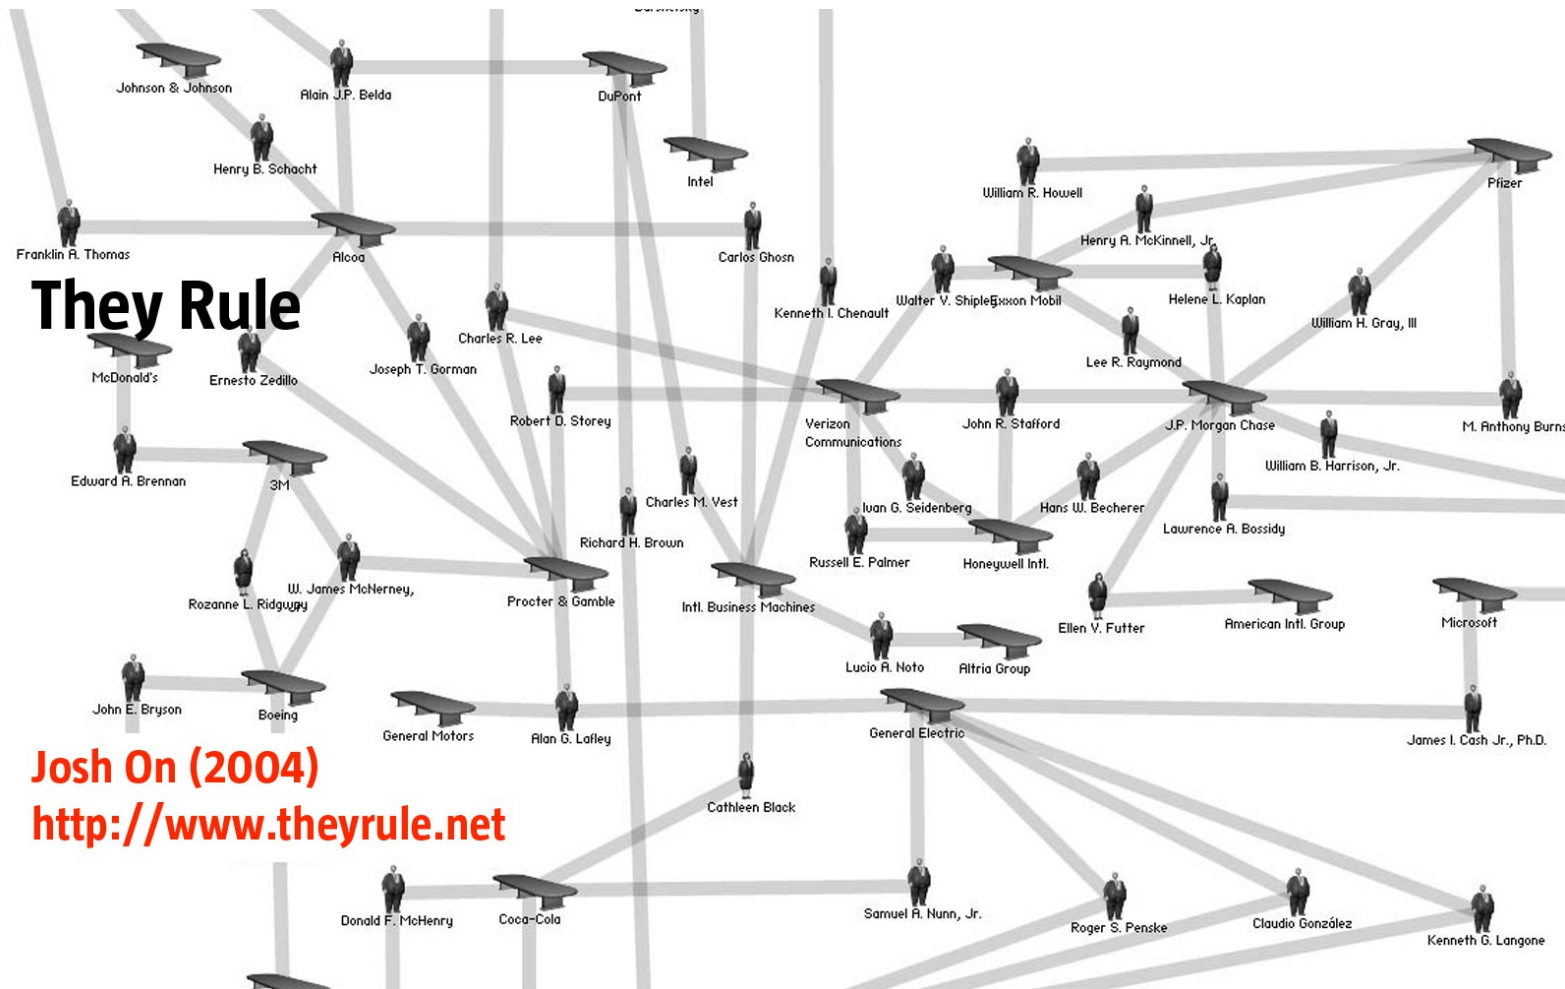 Johnson & Johnson
Alain J.P. Belda
DuPont
Henry B. Schacht
Intel
William R. Howell
Pfizer
Franklin A. Thomas
Alcoa
Carlos Ghosn
Henry A. McKinnell, Jr.
They Rule
Kenneth I. Chenault
Walter V. Shipley
Exxon Mobil
Helene L. Kaplan
William H. Gray, III
Charles R. Lee
McDonald's
Ernesto Zedillo
Joseph T. Gorman
Lee R. Raymond
Robert D. Storey
Verizon
Communications
John R. Stafford
J.P. Morgan Chase
M. Anthony Burns
Edward A. Brennan
3M
William B. Harrison, Jr.
Charles M. Vest
Ivan G. Seidenberg
Hans W. Becherer
Lawrence A. Bossidy
Richard H. Brown
Russell E. Palmer
Honeywell Intl.
Rozanne L. Ridgway
W. James McNerney,
Procter & Gamble
Intl. Business Machines
Ellen V. Futter
American Intl. Group
Microsoft
Lucio A. Noto
Altria Group
John E. Bryson
Boeing
General Motors
Alan G. Lafley
General Electric
James I. Cash Jr., Ph.D.
Josh On (2004)
http://www.theyrule.net
Cathleen Black
Donald F. McHenry
Coca-Cola
Samuel A. Nunn, Jr.
Roger S. Penske
Claudio González
Kenneth G. Langone